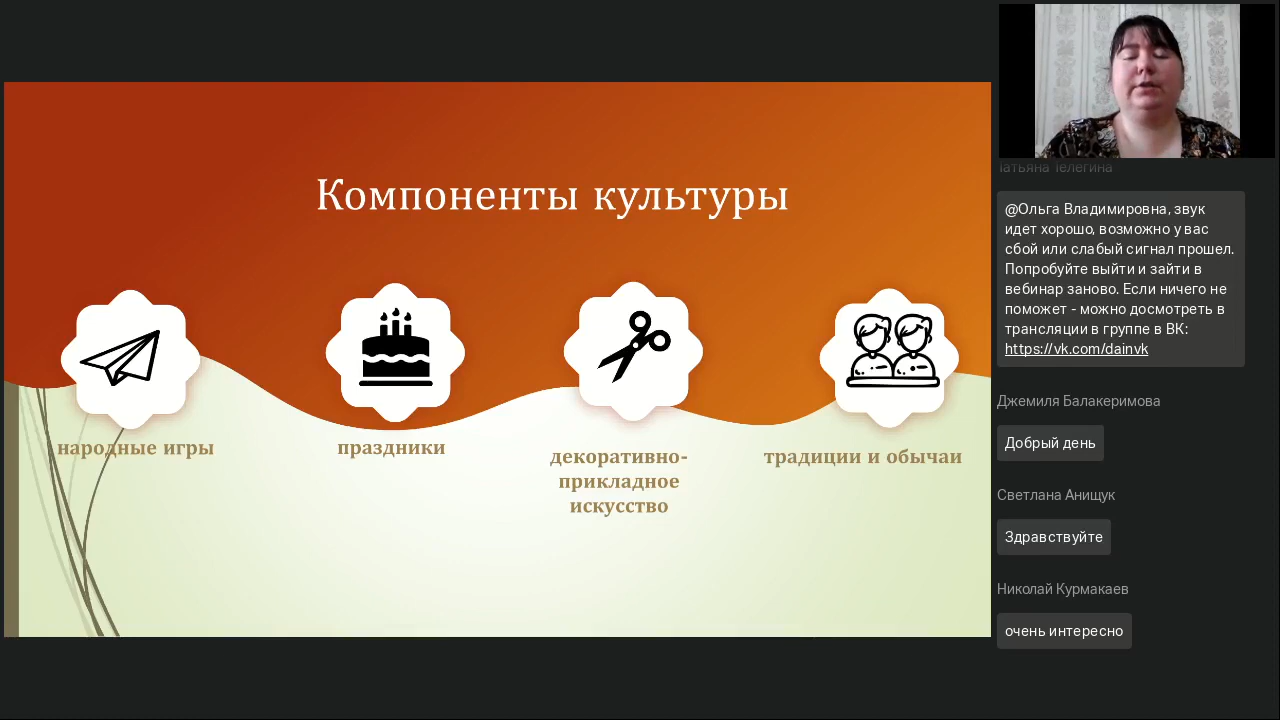 Компоненты культуры
народные игры
праздники
декоративно-
прикладное
искусство
традиции и обычаи
Татьяна Телегина
@Ольга Владимировна, звук
идет хорошо, возможно у вас
сбой или слабый сигнал прошел.
Попробуйте выйти и зайти в
вебинар заново. Если ничего не
поможет - можно досмотреть в
трансляции в группе в ВК:
https://vk.com/dainvk
Джемиля Балакеримова
Добрый день
Светлана Анищук
Здравствуйте
Николай Курмакаев
очень интересно